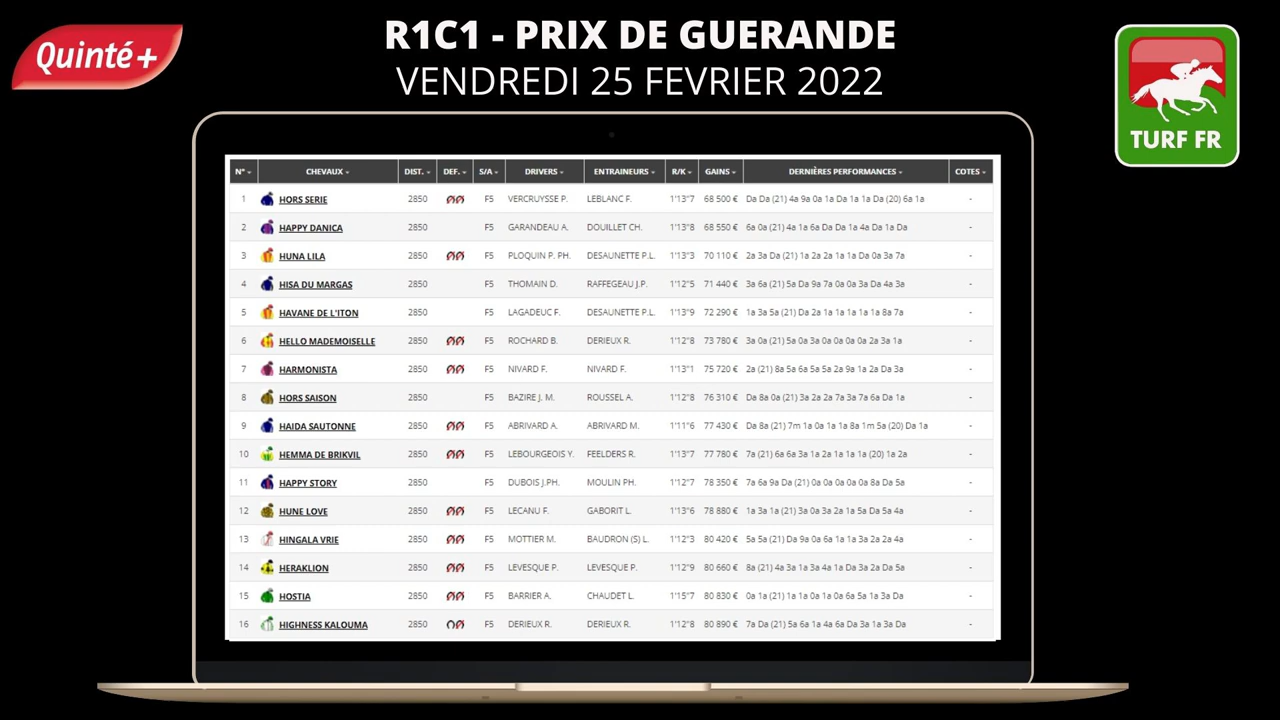 Quinté+
R1C1 - PRIX DE GUERANDE
VENDREDI 25 FEVRIER 2022
TURF FR
N° CHEVAUX DIST. DEF. S/A DRIVERS ENTRAINEURS R/K GAINS DERNIÈRES PERFORMANCES COTES
1 HORS SERIE 2850 F5 VERCRUYSSE P. LEBLANC F. 1'13"7 68 500 € Da Da (21) 4a 9a 0a 1a Da 1a 1a Da (20) 6a 1a -
2 HAPPY DANICA 2850 F5 GARANDEAU A. DOUILLET CH. 1'13"8 68 550 € 6a 0a (21) 4a 1a 6a Da Da 1a 4a Da 1a Da -
3 HUNA LILA 2850 F5 PLOQUIN P. PH. DESAUNETTE P.L. 1'13"3 70 110 € 2a 3a Da (21) 1a 2a 2a 1a 1a Da 0a 3a 7a -
4 HISA DU MARGAS 2850 F5 THOMAIN D. RAFFEGEAU J.P. 1'12"5 71 440 € 3a 6a (21) 5a Da 9a 7a 0a 0a 3a Da 4a 3a -
5 HAVANE DE L'ITON 2850 F5 LAGADEUC F. DESAUNETTE P.L. 1'13"9 72 290 € 1a 3a 5a (21) Da 2a 1a 1a 1a 1a 1a 8a 7a -
6 HELLO MADEMOISELLE 2850 F5 ROCHARD B. DERIEUX R. 1'12"8 73 780 € 3a 0a (21) 5a 0a 3a 0a 0a 0a 0a 2a 3a 1a -
7 HARMONISTA 2850 F5 NIVARD F. NIVARD F. 1'13"1 75 720 € 2a (21) 8a 5a 6a 5a 5a 2a 9a 1a 2a Da 3a -
8 HORS SAISON 2850 F5 BAZIRE J. M. ROUSSEL A. 1'12"8 76 310 € Da 8a 0a (21) 3a 2a 2a 7a 3a 7a 6a Da 1a -
9 HAIDA SAUTONNE 2850 F5 ABRIVARD A. ABRIVARD M. 1'11"6 77 430 € Da 8a (21) 7m 1a 0a 1a 1a 8a 1m 5a (20) Da 1a -
10 HEMMA DE BRIKVIL 2850 F5 LEBOURGEOIS Y. FEELDERS R. 1'13"7 77 780 € 7a (21) 6a 6a 3a 1a 2a 1a 1a 1a (20) 1a 2a -
11 HAPPY STORY 2850 F5 DUBOIS J.PH. MOULIN PH. 1'12"7 78 350 € 7a 6a 9a Da (21) 0a 0a 0a 0a 0a 8a Da 5a -
12 HUNE LOVE 2850 F5 LECANU F. GABORIT L. 1'13"6 78 880 € 1a 3a 1a (21) 3a 0a 3a 2a 1a 5a Da 5a 4a -
13 HINGALA VRIE 2850 F5 MOTTIER M. BAUDRON (S) L. 1'12"3 80 420 € 5a 5a (21) Da 9a 0a 6a 1a 1a 3a 2a 2a 4a -
14 HERAKLION 2850 F5 LEVESQUE P. LEVESQUE P. 1'12"9 80 660 € 8a (21) 4a 3a 1a 3a 4a 1a Da 3a 2a Da 5a -
15 HOSTIA 2850 F5 BARRIER A. CHAUDET L. 1'15"7 80 830 € 0a 1a (21) 1a 1a 0a 1a 0a 6a 5a 1a 3a Da -
16 HIGHNESS KALOUMA 2850 F5 DERIEUX R. DERIEUX R. 1'12"8 80 890 € 7a Da (21) 5a 6a 1a 4a 6a Da 3a 1a 3a Da -